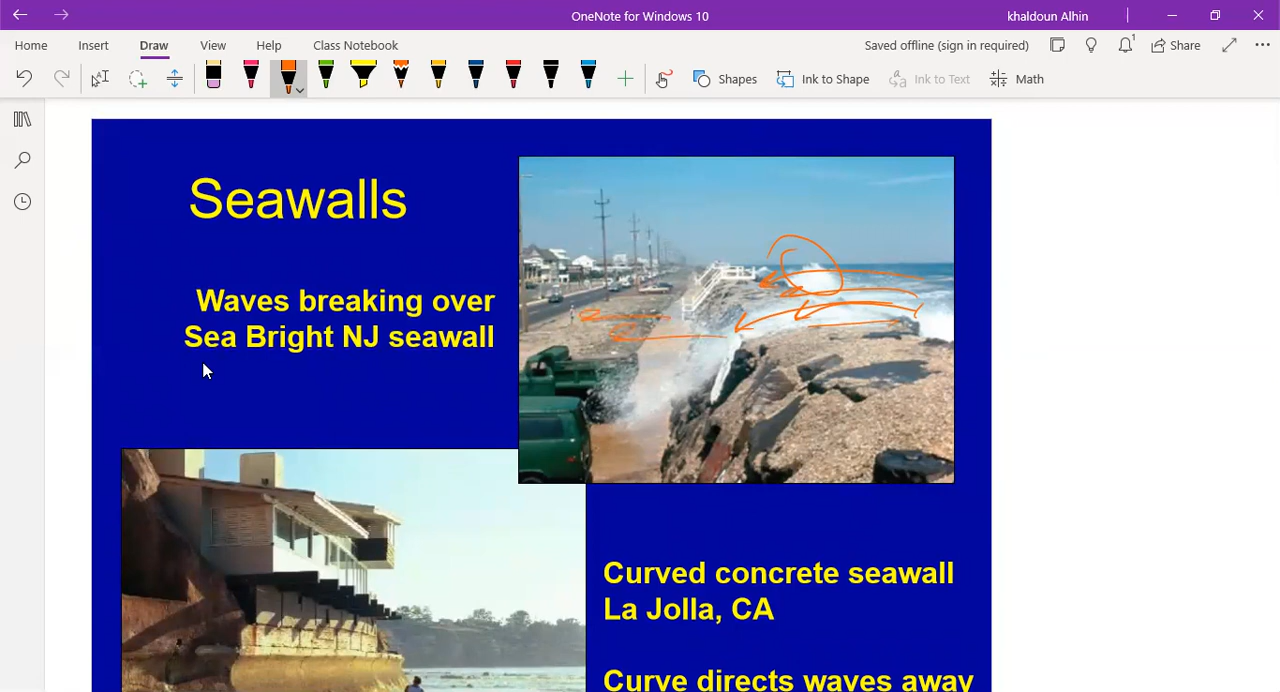 OneNote for Windows 10
khaldoun Alhin
Home
Insert
Draw
View
Help
Class Notebook
Saved offline (sign in required)
1
Share
Shapes
Ink to Shape
Ink to Text
Math
Seawalls
Waves breaking over
Sea Bright NJ seawall
Curved concrete seawall
La Jolla, CA
Curve directs waves away